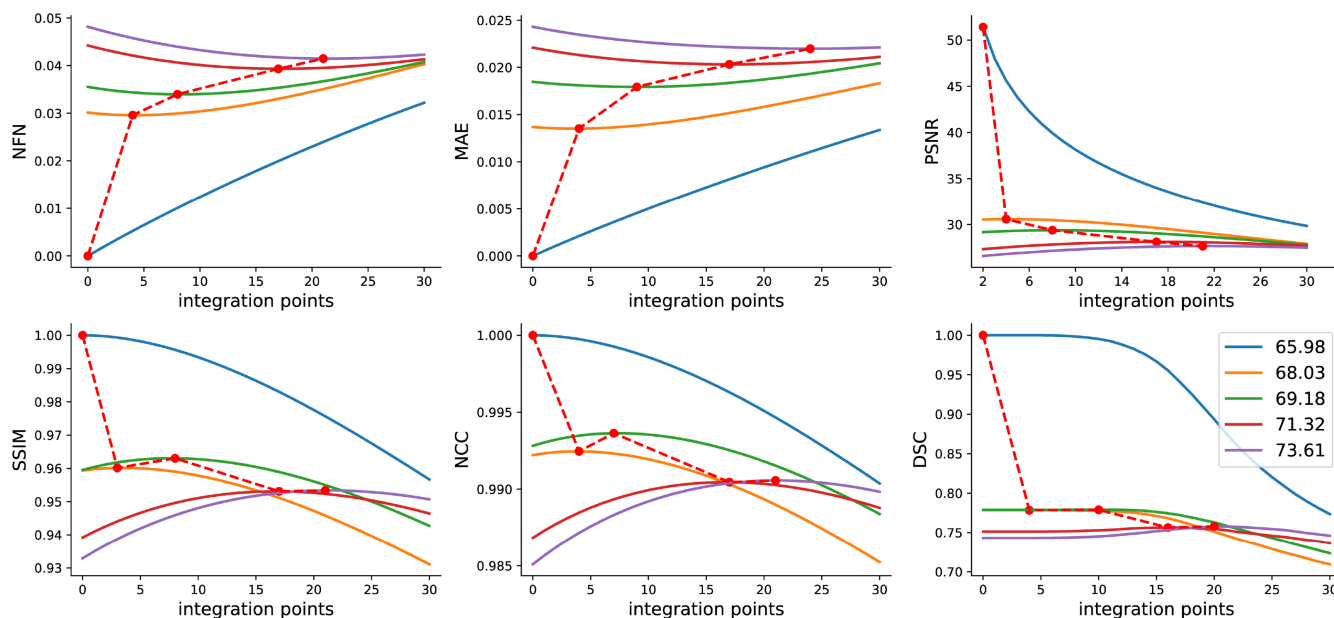 0.05
0.04
0.03
0.02
0.01
0.00
NFN
0 5 10 15 20 25 30
integration points
0.025
0.020
0.015
0.010
0.005
0.000
MAE
0 5 10 15 20 25 30
integration points
50
45
40
35
30
PSNR
2 6 10 14 18 22 26 30
integration points
1.00
0.99
0.98
0.97
0.96
0.95
0.94
0.93
SSIM
0 5 10 15 20 25 30
integration points
1.000
0.995
0.990
0.985
NCC
0 5 10 15 20 25 30
integration points
1.00
0.95
0.90
0.85
0.80
0.75
0.70
DSC
0 5 10 15 20 25 30
integration points
65.98
68.03
69.18
71.32
73.61